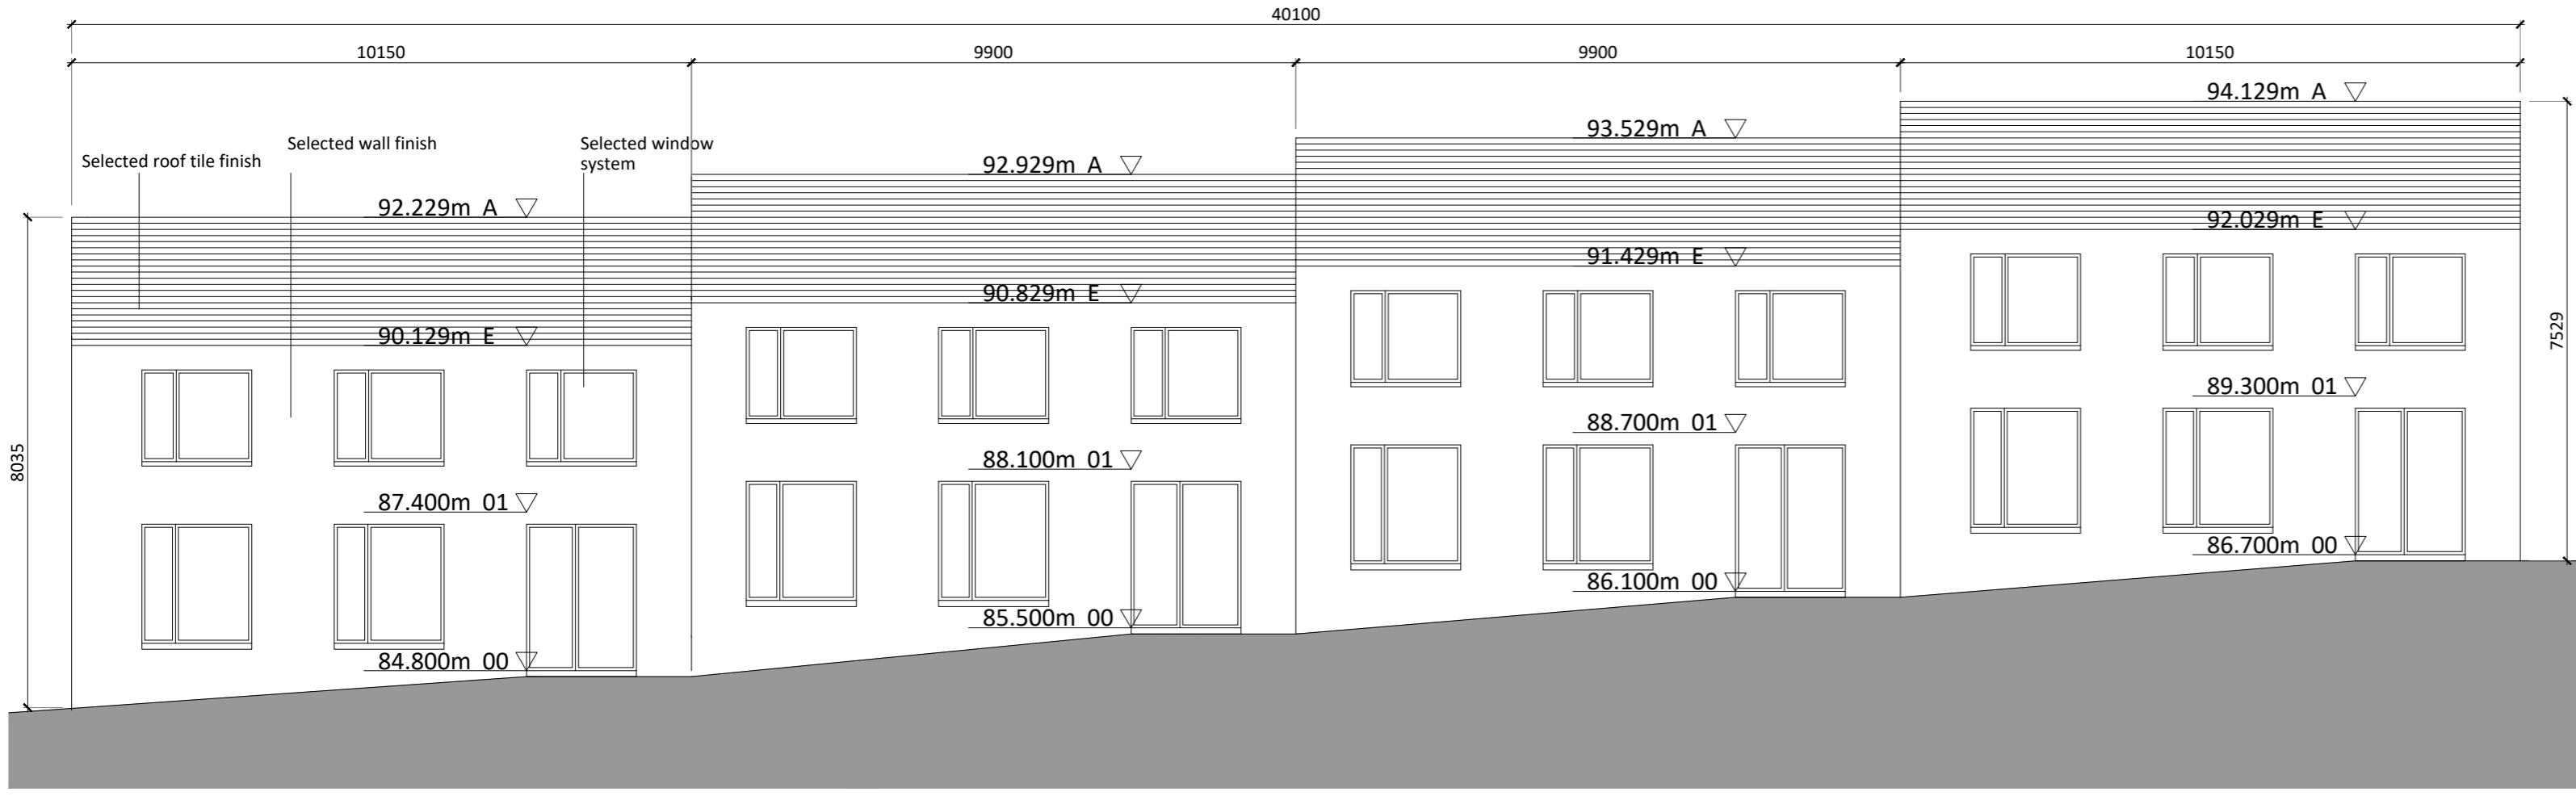 40100
10150
9900
9900
10150
94.129m A
93.529m A
Selected roof tile finish
Selected wall finish
Selected window
system
92.929m A
92.229m A
92.029m E
91.429m E
90.829m E
90.129m E
7529
89.300m 01
88.700m 01
8035
88.100m 01
87.400m 01
86.700m 00
86.100m 00
85.500m 00
84.800m 00